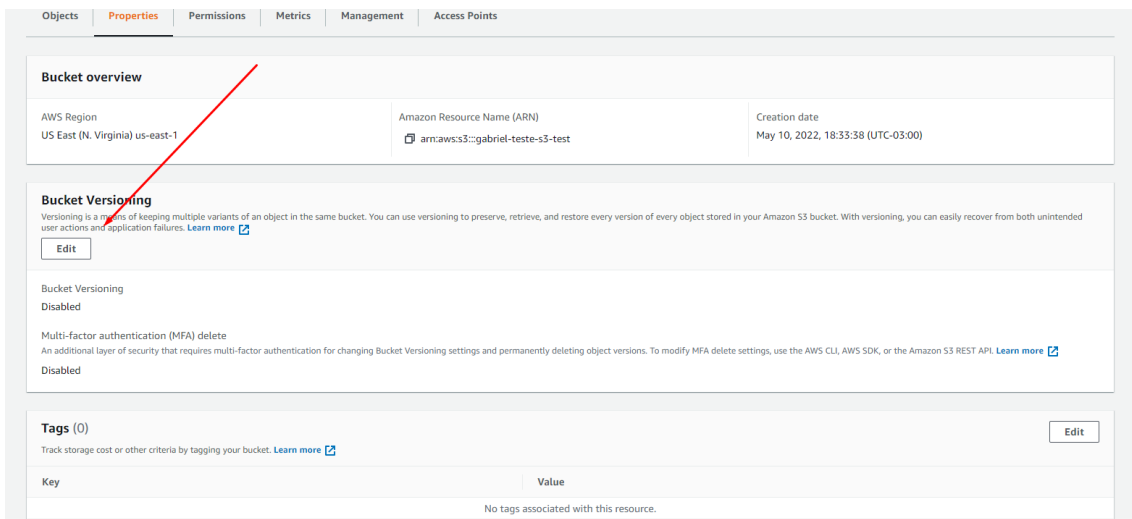 Objects Properties Permissions Metrics Management Access Points
Bucket overview
AWS Region
US East (N. Virginia) us-east-1
Amazon Resource Name (ARN)
arn:aws:s3:::gabriel-teste-s3-test
Creation date
May 10, 2022, 18:33:38 (UTC-03:00)
Bucket Versioning
Versioning is a means of keeping multiple variants of an object in the same bucket. You can use versioning to preserve, retrieve, and restore every version of every object stored in your Amazon S3 bucket. With versioning, you can easily recover from both unintended
user actions and application failures. Learn more
Edit
Bucket Versioning
Disabled
Multi-factor authentication (MFA) delete
An additional layer of security that requires multi-factor authentication for changing Bucket Versioning settings and permanently deleting object versions. To modify MFA delete settings, use the AWS CLI, AWS SDK, or the Amazon S3 REST API. Learn more
Disabled
Tags (0)
Edit
Track storage cost or other criteria by tagging your bucket. Learn more
Key Value
No tags associated with this resource.